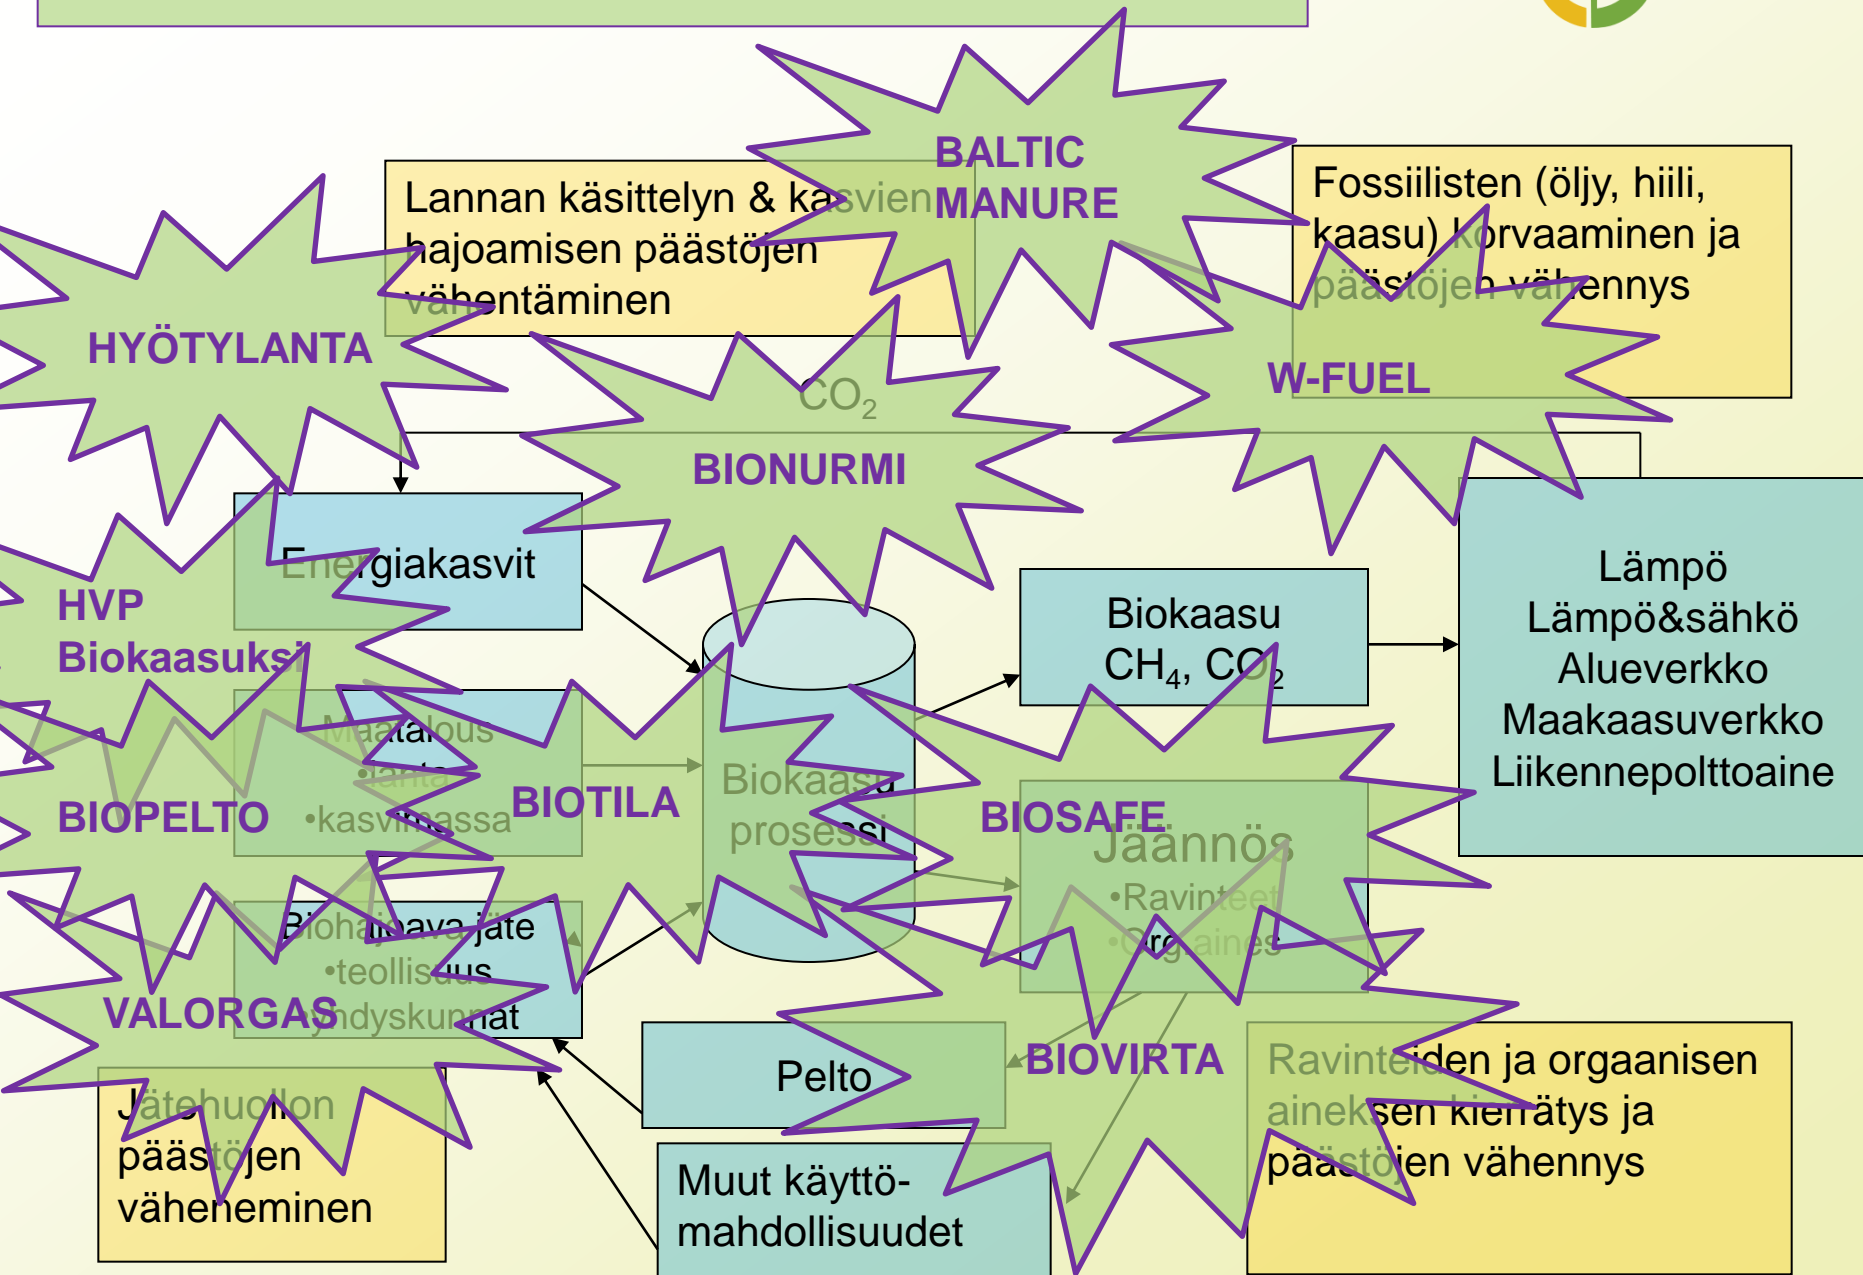 BALTIC
MANURE
Lannan käsittelyn & kasvien
hajoamisen päästöjen
vähentäminen
Fossiilisten (öljy, hiili,
kaasu) korvaaminen ja
päästöjen vähennys
HYÖTYLANTA
W-FUEL
CO₂
BIONURMI
Energiakasvit
HVP
Biokaasuksi
Biokaasu
CH₄, CO₂
Lämpö
Lämpö&sähkö
Alueverkko
Maakaasuverkko
Liikennepolttoaine
Maatalous
•lanta
•kasvimassa
BIOPELTO
BIOTILA
Biokaasu
prosessi
BIOSAFE
Jäännös
•Ravinteet
•Org.aines
Biohajoava jäte
•teollisuus
•yhdyskunnat
VALORGAS
Pelto
BIOVIRTA
Ravinteiden ja orgaanisen
aineksen kierrätys ja
päästöjen vähennys
Jätehuollon
päästöjen
väheneminen
Muut käyttö-
mahdollisuudet